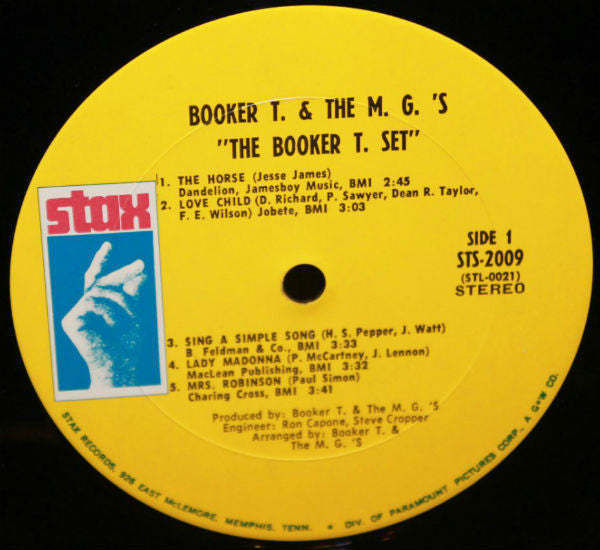 BOOKER T. & THE M. G. 'S
"THE BOOKER T. SET"
1. THE HORSE (Jesse James)
Dandelion, Jamesboy Music, BMI 2:45
2. LOVE CHILD (D. Richard, P. Sawyer, Dean R. Taylor,
F. E. Wilson) Jobete, BMI 3:03
stax
SIDE 1
STS-2009
(STL-0021)
STEREO
3. SING A SIMPLE SONG (H. S. Pepper, J. Watt)
B. Feldman & Co., BMI 3:33
4. LADY MADONNA (P. McCartney, J. Lennon)
MacLean Publishing, BMI 3:32
5. MRS. ROBINSON (Paul Simon)
Charing Cross, BMI 3:41
Produced by: Booker T. & The M. G. 'S
Engineer: Ron Capone, Steve Cropper
Arranged by: Booker T. &
The M. G. 'S
STAX RECORDS, 926 EAST McLEMORE, MEMPHIS, TENN. * DIV. OF PARAMOUNT PICTURES CORP., A G+W CO.